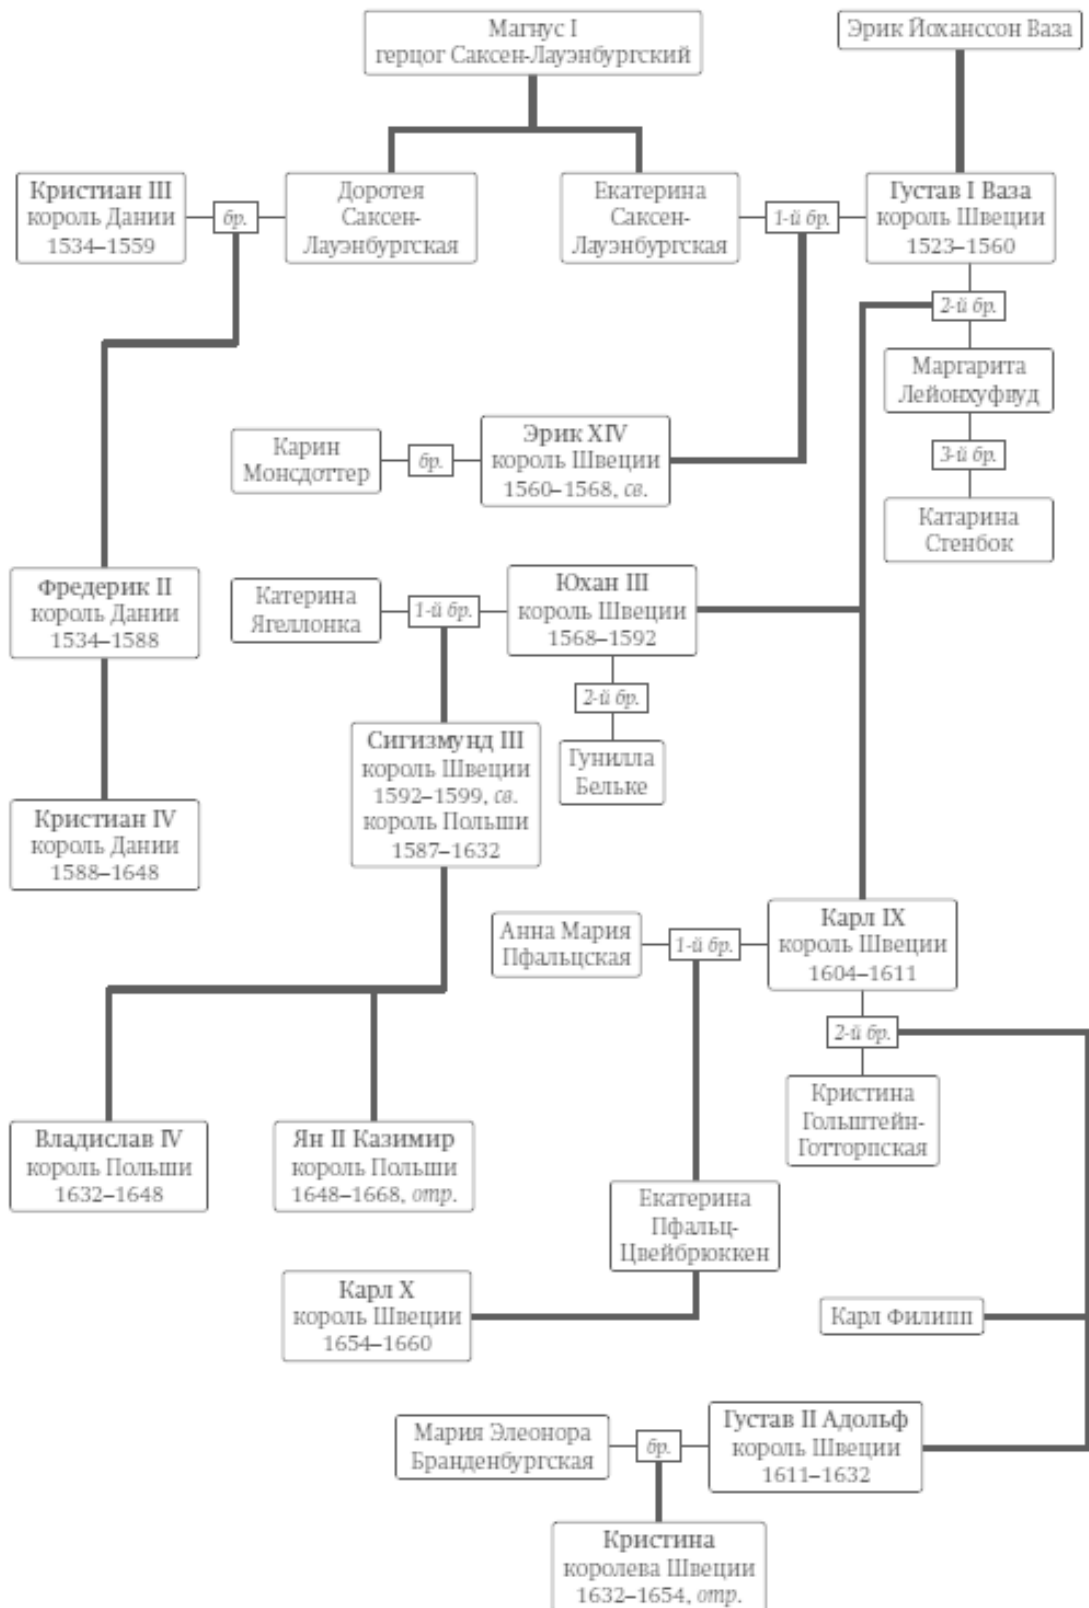 Магнус I
герцог Саксен-Лауэнбургский
Эрик Йоханссон Ваза
Кристиан III
король Дании
1534–1559
бр.
Доротея
Саксен-
Лауэнбургская
Екатерина
Саксен-
Лауэнбургская
1-й бр.
Густав I Ваза
король Швеции
1523–1560
2-й бр.
Маргарита
Лейонхуфвуд
3-й бр.
Катарина
Стенбок
Карин
Монсдоттер
бр.
Эрик XIV
король Швеции
1560–1568, св.
Фредерик II
король Дании
1534–1588
Катерина
Ягеллонка
1-й бр.
Юхан III
король Швеции
1568–1592
2-й бр.
Гунилла
Бельке
Сигизмунд III
король Швеции
1592–1599, св.
король Польши
1587–1632
Кристиан IV
король Дании
1588–1648
Анна Мария
Пфальцская
1-й бр.
Карл IX
король Швеции
1604–1611
2-й бр.
Кристина
Гольштейн-
Готторпская
Владислав IV
король Польши
1632–1648
Ян II Казимир
король Польши
1648–1668, отр.
Екатерина
Пфальц-
Цвейбрюккен
Карл X
король Швеции
1654–1660
Карл Филипп
Мария Элеонора
Бранденбургская
бр.
Густав II Адольф
король Швеции
1611–1632
Кристина
королева Швеции
1632–1654, отр.